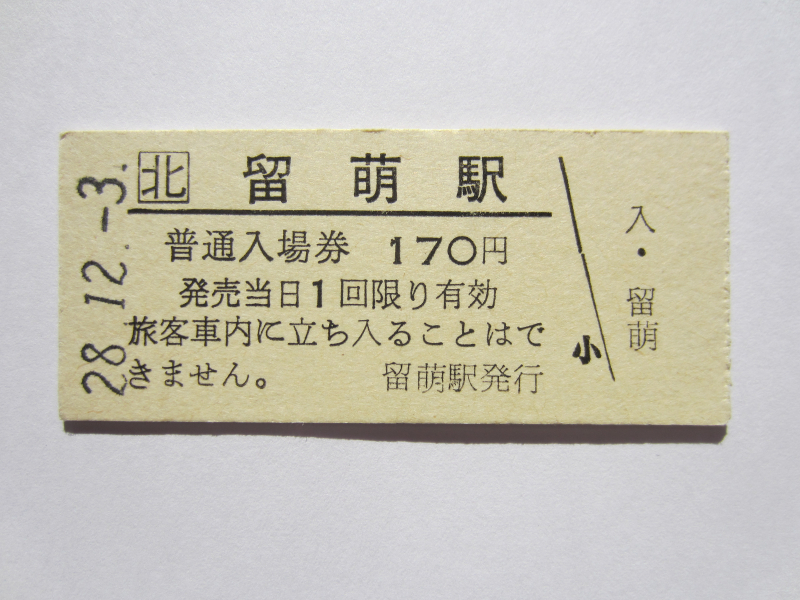 28.12.-3.
北 留萌駅
普通入場券 170円
発売当日1回限り有効
旅客車内に立ち入ることはで
きません。 留萌駅発行
小
入・留萌